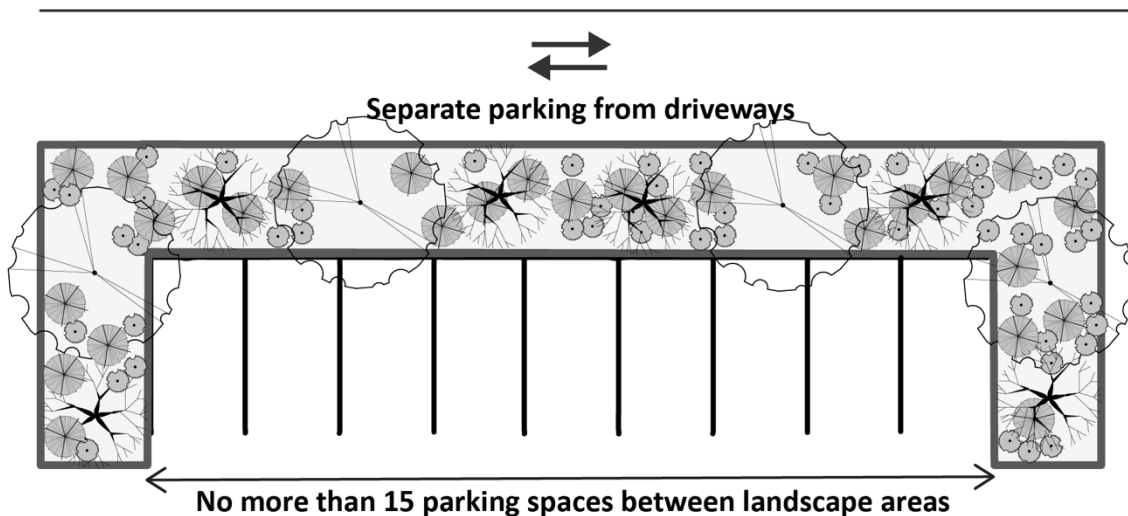 Separate parking from driveways
No more than 15 parking spaces between landscape areas